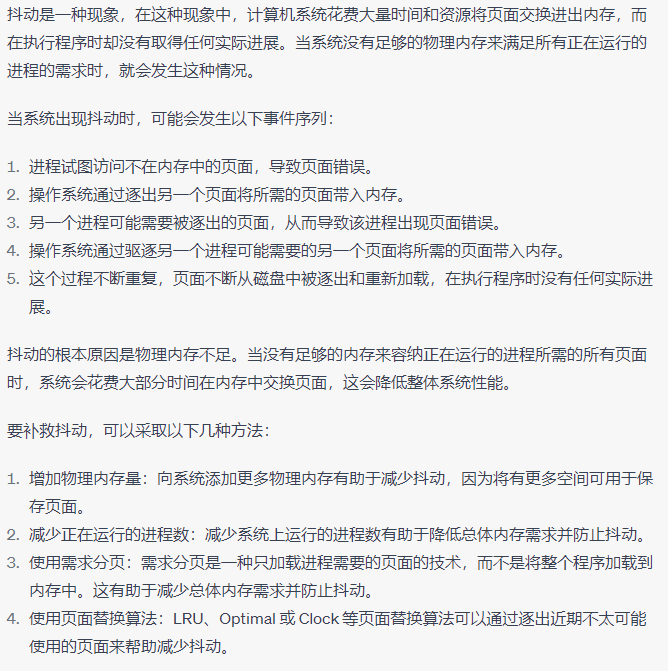 抖动是一种现象，在这种现象中，计算机系统花费大量时间和资源将页面交换进出内存，而
在执行程序时却没有取得任何实际进展。当系统没有足够的物理内存来满足所有正在运行的
进程的需求时，就会发生这种情况。
当系统出现抖动时，可能会发生以下事件序列：
1. 进程试图访问不在内存中的页面，导致页面错误。
2. 操作系统通过逐出另一个页面将所需的页面带入内存。
3. 另一个进程可能需要被逐出的页面，从而导致该进程出现页面错误。
4. 操作系统通过驱逐另一个进程可能需要的另一个页面将所需的页面带入内存。
5. 这个过程不断重复，页面不断从磁盘中被逐出和重新加载，在执行程序时没有任何实际进
展。
抖动的根本原因是物理内存不足。当没有足够的内存来容纳正在运行的进程所需的所有页面
时，系统会花费大部分时间在内存中交换页面，这会降低整体系统性能。
要补救抖动，可以采取以下几种方法：
1. 增加物理内存量：向系统添加更多物理内存有助于减少抖动，因为将有更多空间可用于保
存页面。
2. 减少正在运行的进程数：减少系统上运行的进程数有助于降低总体内存需求并防止抖动。
3. 使用需求分页：需求分页是一种只加载进程需要的页面的技术，而不是将整个程序加载到
内存中。这有助于减少总体内存需求并防止抖动。
4. 使用页面替换算法：LRU、Optimal 或 Clock 等页面替换算法可以通过逐出近期不太可能
使用的页面来帮助减少抖动。